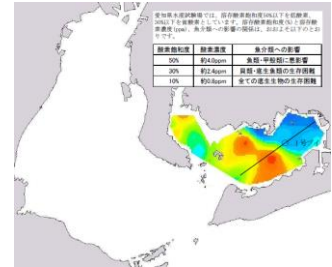 愛知県水産試験場では、溶存酸素飽和度50%以下を低酸素、
30%以下を貧酸素としています。溶存酸素飽和度(%)と溶存酸
素濃度(ppm)、魚介類への影響の関係は、おおよそ以下のとお
りです。
酸素飽和度 酸素濃度 魚介類への影響
50% 約4.0ppm 魚類・甲殻類に悪影響
30% 約2.4ppm 貝類・底生魚類の生存困難
10% 約0.8ppm 全ての底生生物の生存困難
1号ブイ